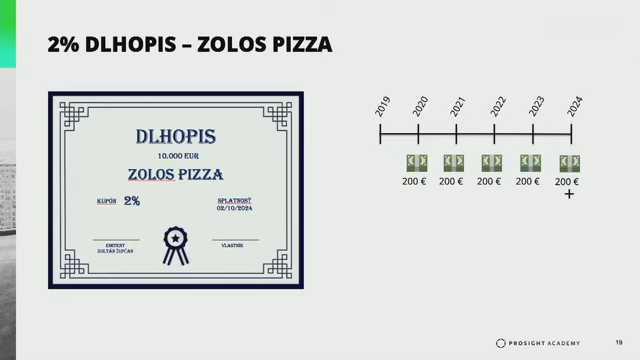 2% DLHOPIS – ZOLOS PIZZA
DLHOPIS
10.000 EUR
ZOLOS PIZZA
KUPÓN 2%
SPLATNOSŤ
02/10/2024
EMITENT
ZOLTÁN ZOPČAN
VLASTNÍK
2019 2020 2021 2022 2023 2024
200 € 200 € 200 € 200 € 200 €
+
PROSIGHT ACADEMY
19